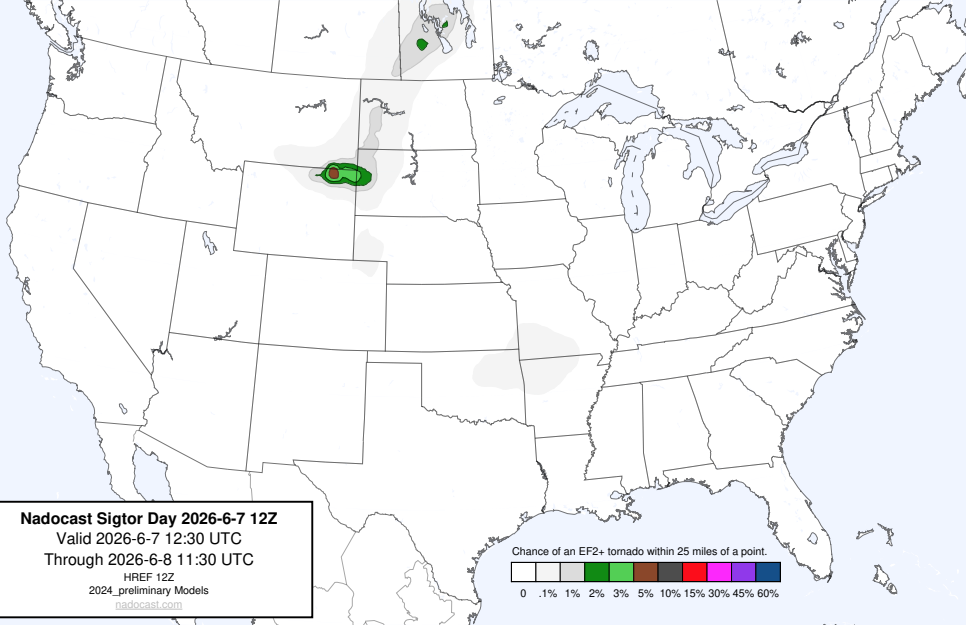 Nadocast Sigtor Day 2026-6-7 12Z
Valid 2026-6-7 12:30 UTC
Through 2026-6-8 11:30 UTC
HREF 12Z
2024_preliminary Models
nadocast.com
Chance of an EF2+ tornado within 25 miles of a point.
0 .1% 1% 2% 3% 5% 10% 15% 30% 45% 60%